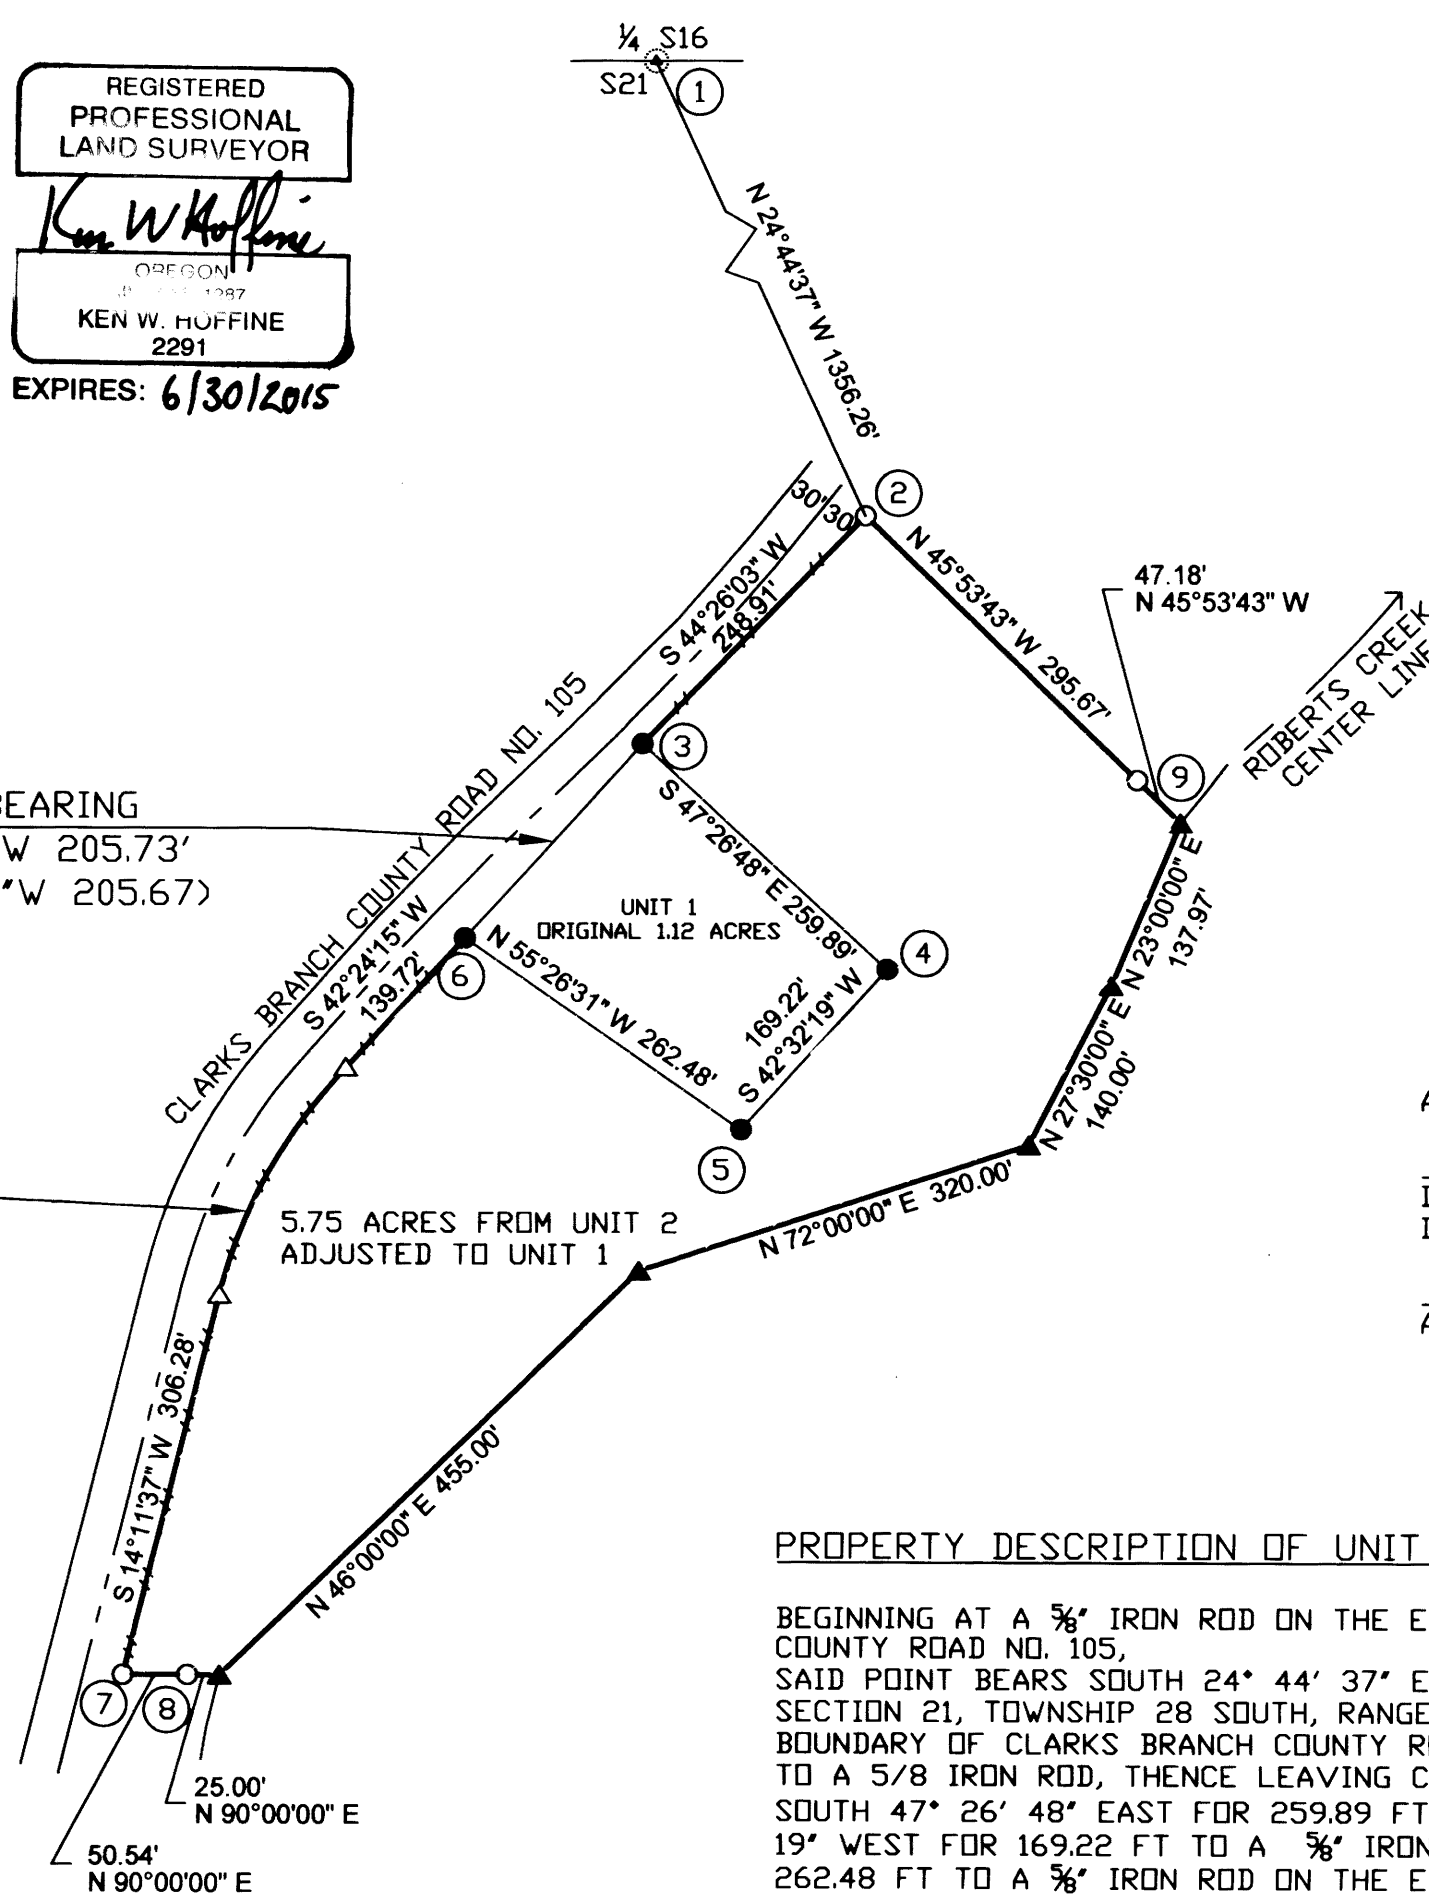 ¼ S16
S21
1
REGISTERED
PROFESSIONAL
LAND SURVEYOR
Ken W Hoffine
OREGON
KEN W. HOFFINE
2291
EXPIRES: 6/30/2015
N 24°44'37" W 1356.26'
2
30' 30'
S 44°26'03" W
248.91'
N 45°53'43" W 295.67'
47.18'
N 45°53'43" W
ROBERTS CREEK
CENTER LINE
9
3
BEARING
W 205.73'
"W 205.67)
CLARKS BRANCH COUNTY ROAD NO. 105
S 47°26'48" E 259.89'
N 23°00'00" E
137.97'
UNIT 1
ORIGINAL 1.12 ACRES
4
S 42°24'15" W
139.72'
6
N 55°26'31" W 262.48'
169.22'
S 42°32'19" W
N 27°30'00" E
140.00'
5
N 72°00'00" E 320.00'
5.75 ACRES FROM UNIT 2
ADJUSTED TO UNIT 1
S 14°11'37" W 306.28'
N 46°00'00" E 455.00'
7
8
25.00'
N 90°00'00" E
50.54'
N 90°00'00" E
PROPERTY DESCRIPTION OF UNIT
BEGINNING AT A ⅝" IRON ROD ON THE E
COUNTY ROAD NO. 105,
SAID POINT BEARS SOUTH 24° 44' 37" E
SECTION 21, TOWNSHIP 28 SOUTH, RANGE
BOUNDARY OF CLARKS BRANCH COUNTY R
TO A 5/8 IRON ROD, THENCE LEAVING C
SOUTH 47° 26' 48" EAST FOR 259.89 FT
19" WEST FOR 169.22 FT TO A ⅝" IRON
262.48 FT TO A ⅝" IRON ROD ON THE E